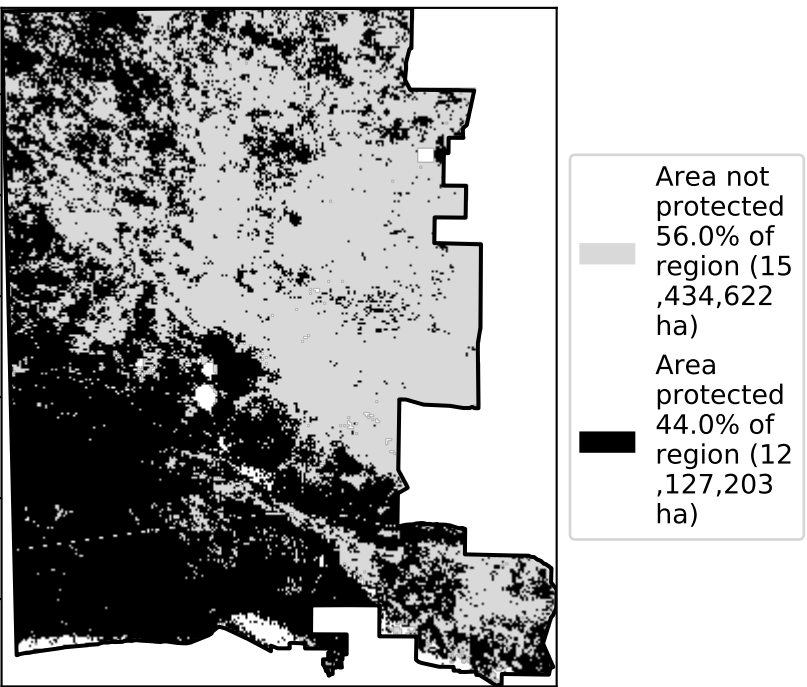 Area not
protected
56.0% of
region (15
,434,622
ha)
Area
protected
44.0% of
region (12
,127,203
ha)